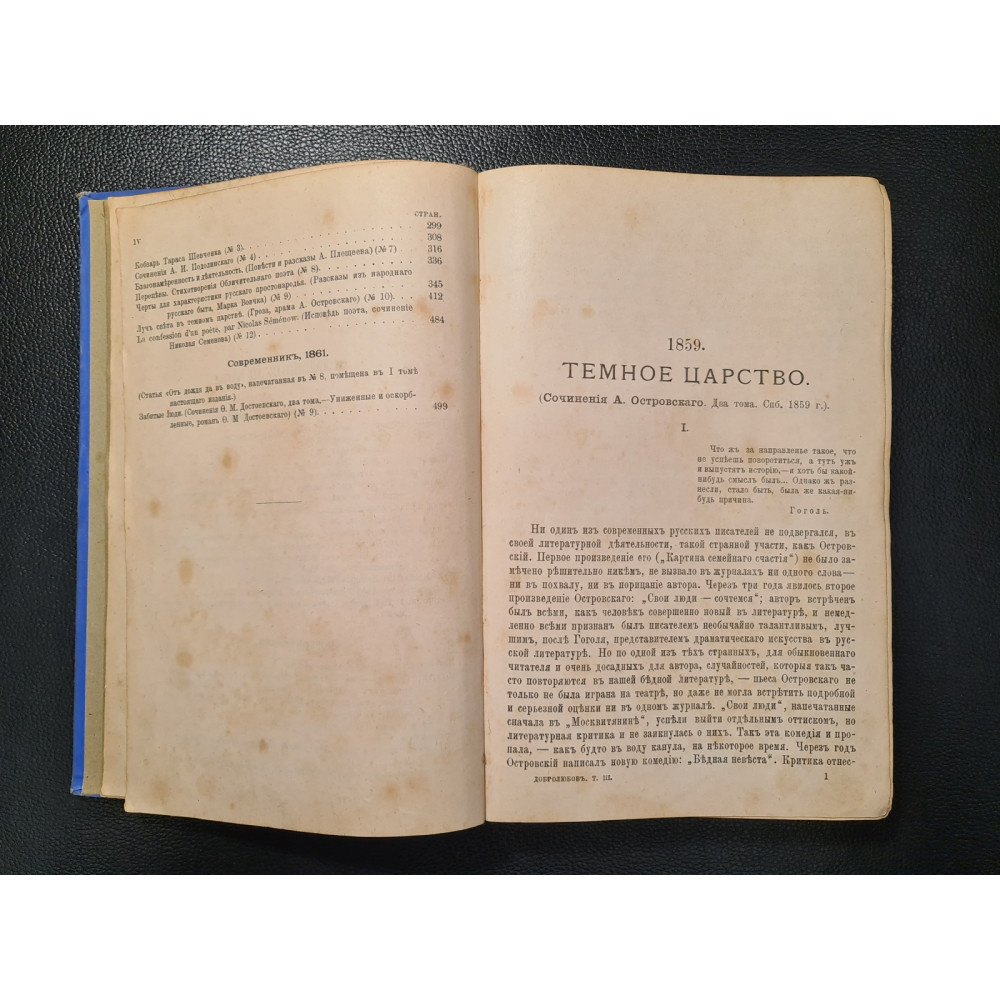 IV
СТРАН.
Кобзарь Тараса Шевченка (№ 3). 299
Сочиненія А. И. Подолинскаго (№ 4) 308
Благонамѣренность и дѣятельность. (Повѣсти и разсказы А. Плещеева) (№ 7) 316
Перепѣвы. Стихотворенія Обличительнаго поэта (№ 8). 336
Черты для характеристики русскаго простонародья. (Разсказы изъ народнаго
русскаго быта, Марка Вовчка) (№ 9) 345
Лучъ свѣта въ темномъ царствѣ. (Гроза, драма А. Островскаго) (№ 10). 412
La confession d'un poète, par Nicolas Séménow. (Исповѣдь поэта, сочиненіе
Николая Семенова) (№ 12) 484
Современникъ, 1861.
(Статья «Отъ дождя да въ воду», напечатанная въ № 8, помѣщена въ I томѣ
настоящаго изданія.)
Забитые люди. (Сочиненія Ѳ. М. Достоевскаго, два тома,—Униженные и оскорб-
ленные, романъ Ѳ. М Достоевскаго) (№ 9). 499
1859.
ТЕМНОЕ ЦАРСТВО.
(Сочиненія А. Островскаго. Два тома. Спб. 1859 г.).
I.
Что жъ за направленье такое, что
не успѣешь поворотиться, а тутъ ужъ
и выпустятъ исторію,—я хоть бы какой-
нибудь смыслъ былъ... Однако жъ раз-
несли, стало быть, была же какая-ни-
будь причина.
Гоголь.
Ни одинъ изъ современныхъ русскихъ писателей не подвергался, въ
своей литературной дѣятельности, такой странной участи, какъ Остров-
скій. Первое произведеніе его („Картина семейнаго счастія“) не было за-
мѣчено рѣшительно никѣмъ, не вызвало въ журналахъ ни одного слова—
ни въ похвалу, ни въ порицаніе автора. Черезъ три года явилось второе
произведеніе Островскаго: „Свои люди — сочтемся“; авторъ встрѣченъ
былъ всѣми, какъ человѣкъ совершенно новый въ литературѣ, и немед-
ленно всѣми признанъ былъ писателемъ необычайно талантливымъ, луч-
шимъ, послѣ Гоголя, представителемъ драматическаго искусства въ рус-
ской литературѣ. Но по одной изъ тѣхъ странныхъ, для обыкновеннаго
читателя и очень досадныхъ для автора, случайностей, которыя такъ ча-
сто повторяются въ нашей бѣдной литературѣ, — пьеса Островскаго не
только не была играна на театрѣ, но даже не могла встрѣтить подробной
и серьезной оцѣнки ни въ одномъ журналѣ. „Свои люди“, напечатанные
сначала въ „Москвитянинѣ“, успѣли выйти отдѣльнымъ оттискомъ, но
литературная критика и не заикнулась о нихъ. Такъ эта комедія и про-
пала, — какъ будто въ воду канула, на нѣкоторое время. Черезъ годъ
Островскій написалъ новую комедію: „Бѣдная невѣста“. Критика отнес-
ДОБРОЛЮБОВЪ, Т. III. 1